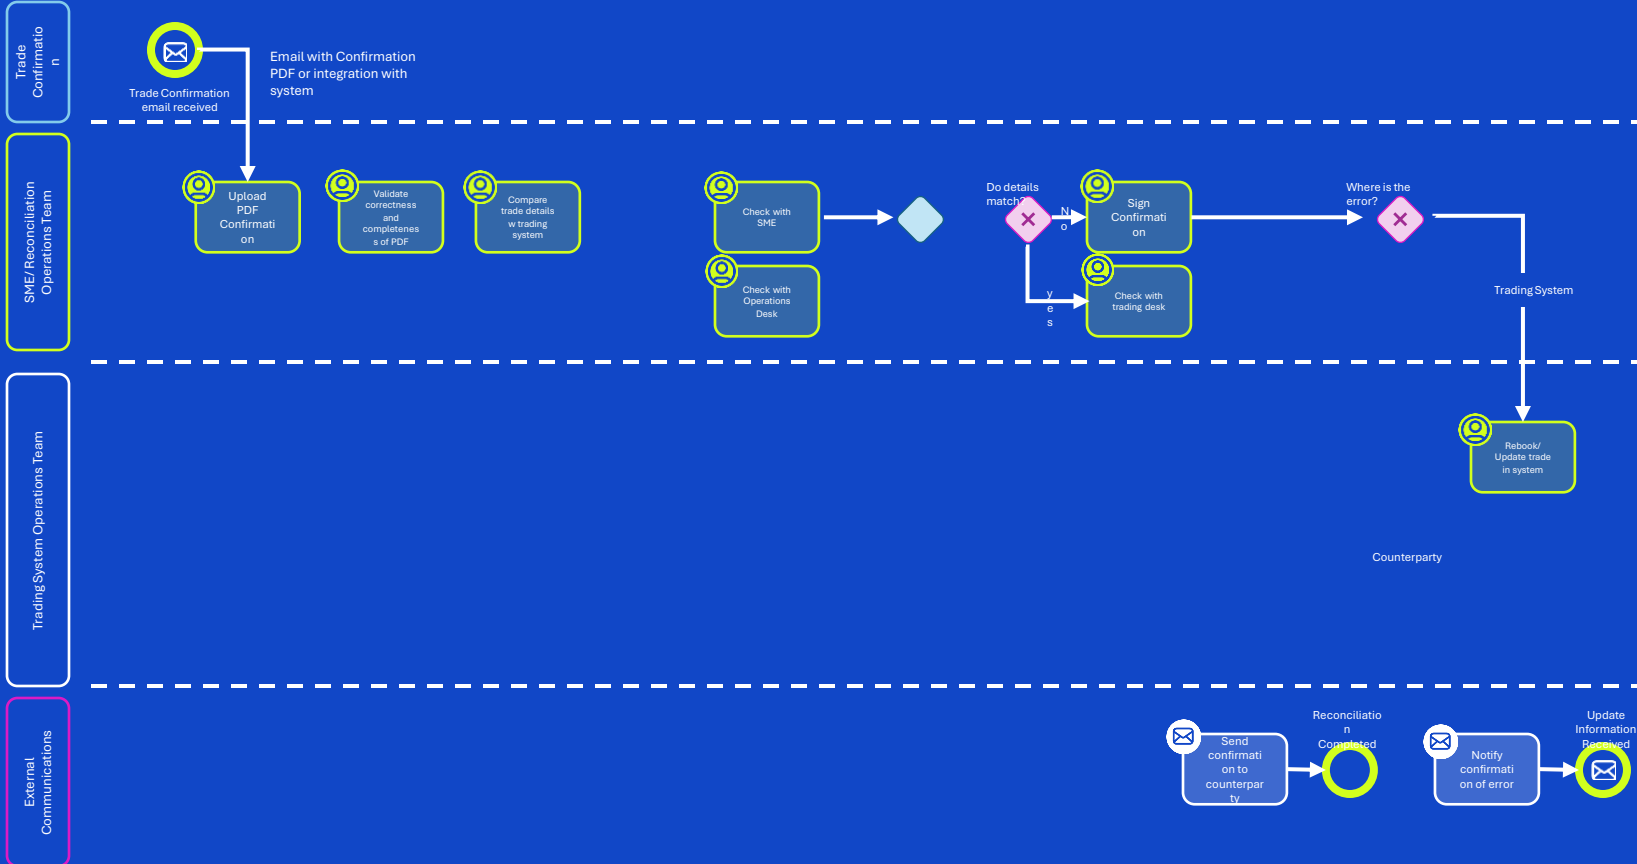 Trade
Confirmatio
n
Trade Confirmation
email received
Email with Confirmation
PDF or integration with
system
SME/ Reconciliation
Operations Team
Upload
PDF
Confirmati
on
Validate
correctness
and
completenes
s of PDF
Compare
trade details
w trading
system
Check with
SME
Check with
Operations
Desk
Do details
match?
N
o
y
e
s
Sign
Confirmati
on
Check with
trading desk
Where is the
error?
Trading System
Trading System Operations Team
Rebook/
Update trade
in system
Counterparty
External
Communications
Send
confirmati
on to
counterpar
ty
Reconciliatio
n
Completed
Notify
confirmati
on of error
Update
Information
Received